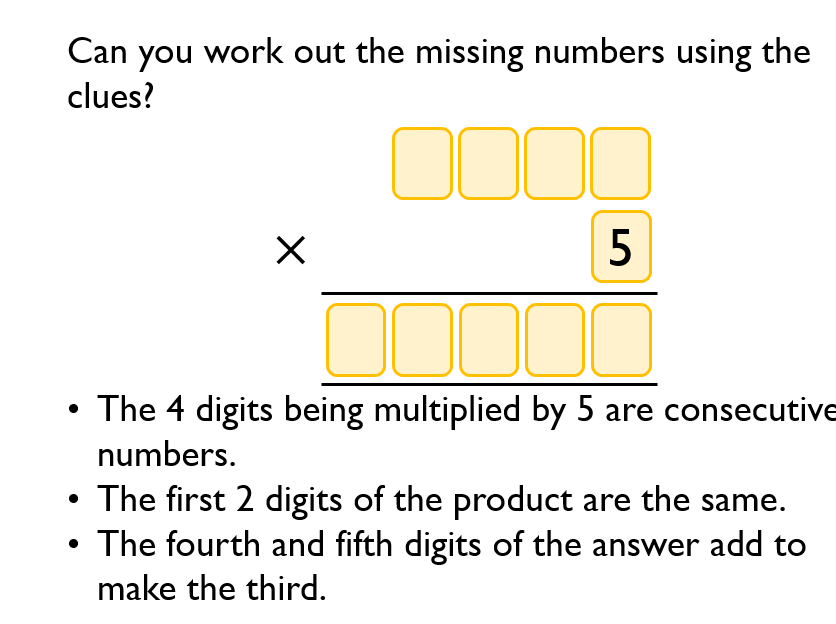 Can you work out the missing numbers using the
clues?
×
5
• The 4 digits being multiplied by 5 are consecutive
numbers.
• The first 2 digits of the product are the same.
• The fourth and fifth digits of the answer add to
make the third.